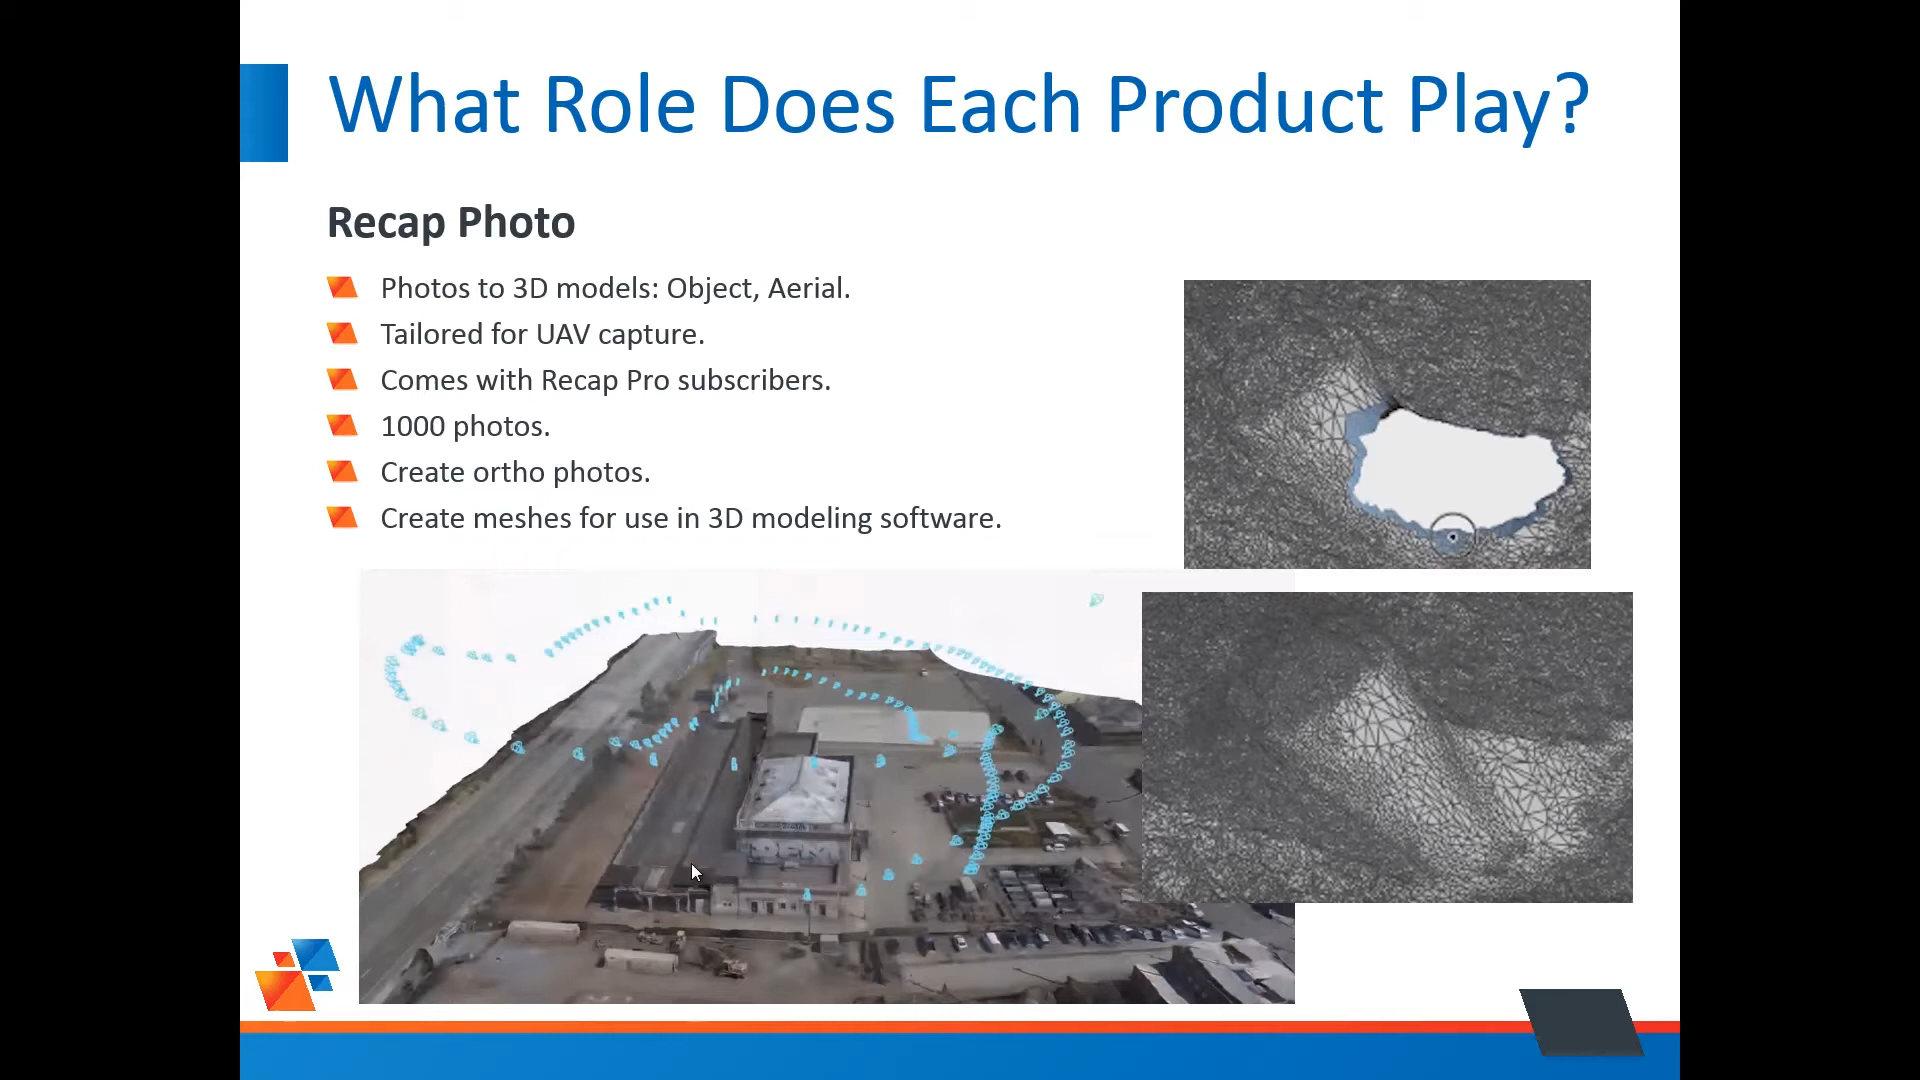 What Role Does Each Product Play?
Recap Photo
Photos to 3D models: Object, Aerial.
Tailored for UAV capture.
Comes with Recap Pro subscribers.
1000 photos.
Create ortho photos.
Create meshes for use in 3D modeling software.